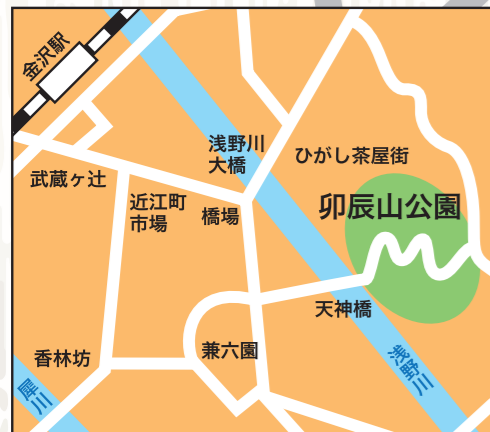 金沢駅
浅野川
大橋
ひがし茶屋街
武蔵ヶ辻
近江町
市場
橋場
卯辰山公園
天神橋
兼六園
香林坊
浅野川
犀川